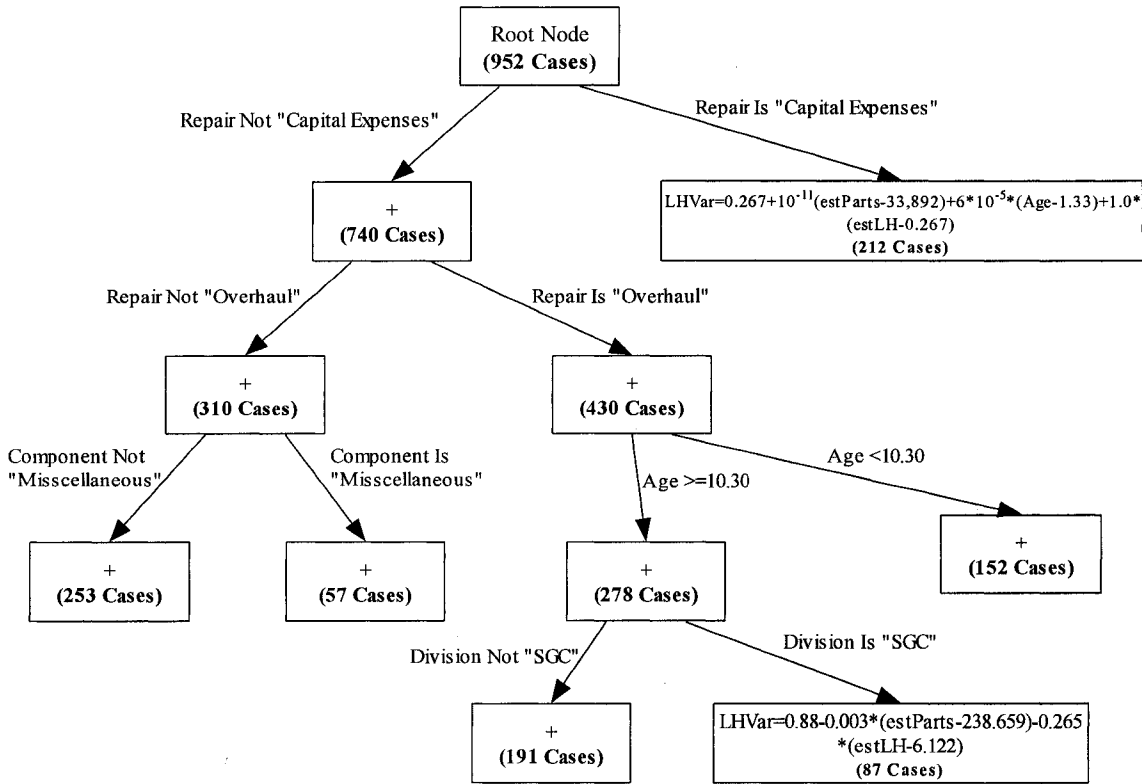 Root Node
(952 Cases)
Repair Not "Capital Expenses"
Repair Is "Capital Expenses"
+
(740 Cases)
LHVar=0.267+10⁻¹¹(estParts-33,892)+6*10⁻⁵*(Age-1.33)+1.0*
(estLH-0.267)
(212 Cases)
Repair Not "Overhaul"
Repair Is "Overhaul"
+
(310 Cases)
+
(430 Cases)
Component Not
"Misscellaneous"
Component Is
"Misscellaneous"
Age >=10.30
Age <10.30
+
(253 Cases)
+
(57 Cases)
+
(278 Cases)
+
(152 Cases)
Division Not "SGC"
Division Is "SGC"
+
(191 Cases)
LHVar=0.88-0.003*(estParts-238.659)-0.265
*(estLH-6.122)
(87 Cases)